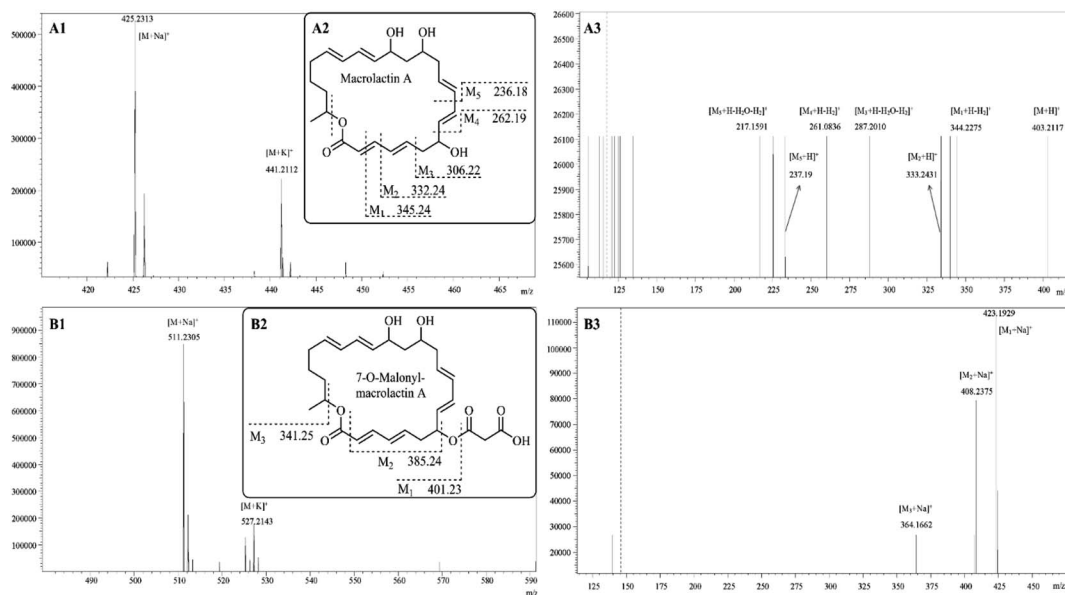 A1
425.2313
[M+Na]⁺
[M+K]⁺
441.2112
500000
400000
300000
200000
100000
420
425
430
435
440
445
450
455
460
465
m/z
A2
OH
OH
Macrolactin A
O
O
OH
M₅ 236.18
M₄ 262.19
M₃ 306.22
M₂ 332.24
M₁ 345.24
A3
26600
26500
26400
26300
26200
26100
26000
25900
25800
25700
25600
[M₅+H-H₂O-H₂]⁺
217.1591
[M₄+H-H₂]⁺
261.0836
[M₃+H-H₂O-H₂]⁺
287.2010
[M₁+H-H₂]⁺
344.2275
[M+H]⁺
403.2117
[M₅+H]⁺
237.19
[M₂+H]⁺
333.2431
125
150
175
200
225
250
275
300
325
350
375
400
m/z
B1
[M+Na]⁺
511.2305
[M+K]⁺
527.2143
900000
800000
700000
600000
500000
400000
300000
200000
100000
490
500
510
520
530
540
550
560
570
580
590
m/z
B2
OH
OH
7-O-Malonyl-
macrolactin A
O
O
O
O
O
OH
M₃ 341.25
M₂ 385.24
M₁ 401.23
B3
423.1929
[M₁+Na]⁺
[M₂+Na]⁺
408.2375
[M₃+Na]⁺
364.1662
110000
100000
90000
80000
70000
60000
50000
40000
30000
20000
125
150
175
200
225
250
275
300
325
350
375
400
425
450
m/z